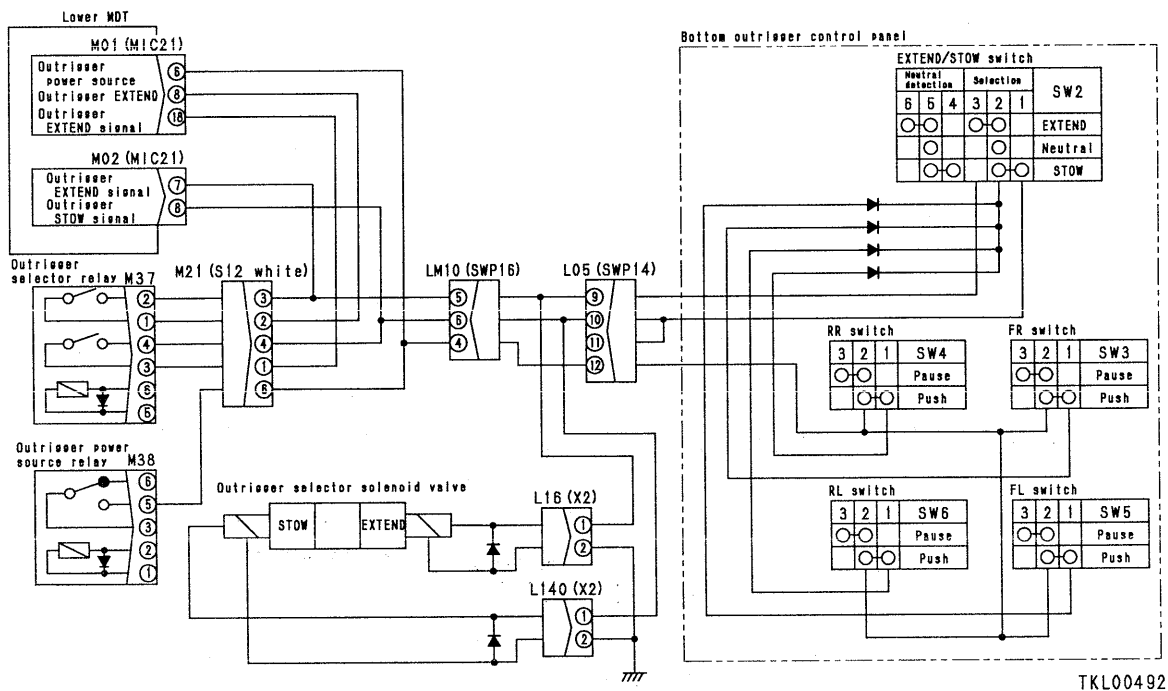 Lower MDT
M01 (MIC21)
Outrigger
power source
6
Outrigger EXTEND
8
Outrigger
EXTEND signal
18
M02 (MIC21)
Outrigger
EXTEND signal
7
Outrigger
STOW signal
8
Outrigger
selector relay M37
2
1
4
3
6
5
M21 (S12 white)
3
2
4
1
6
LM10 (SWP16)
5
6
4
L05 (SWP14)
9
10
11
12
Outrigger power
source relay M38
6
5
3
2
1
Outrigger selector solenoid valve
STOW
EXTEND
L16 (X2)
1
2
L140 (X2)
1
2
Bottom outrigger control panel
EXTEND/STOW switch
Neutral
detection
Selection
SW2
6 5 4 3 2 1
EXTEND
Neutral
STOW
RR switch
3 2 1 SW4
Pause
Push
FR switch
3 2 1 SW3
Pause
Push
RL switch
3 2 1 SW6
Pause
Push
FL switch
3 2 1 SW5
Pause
Push
TKL00492